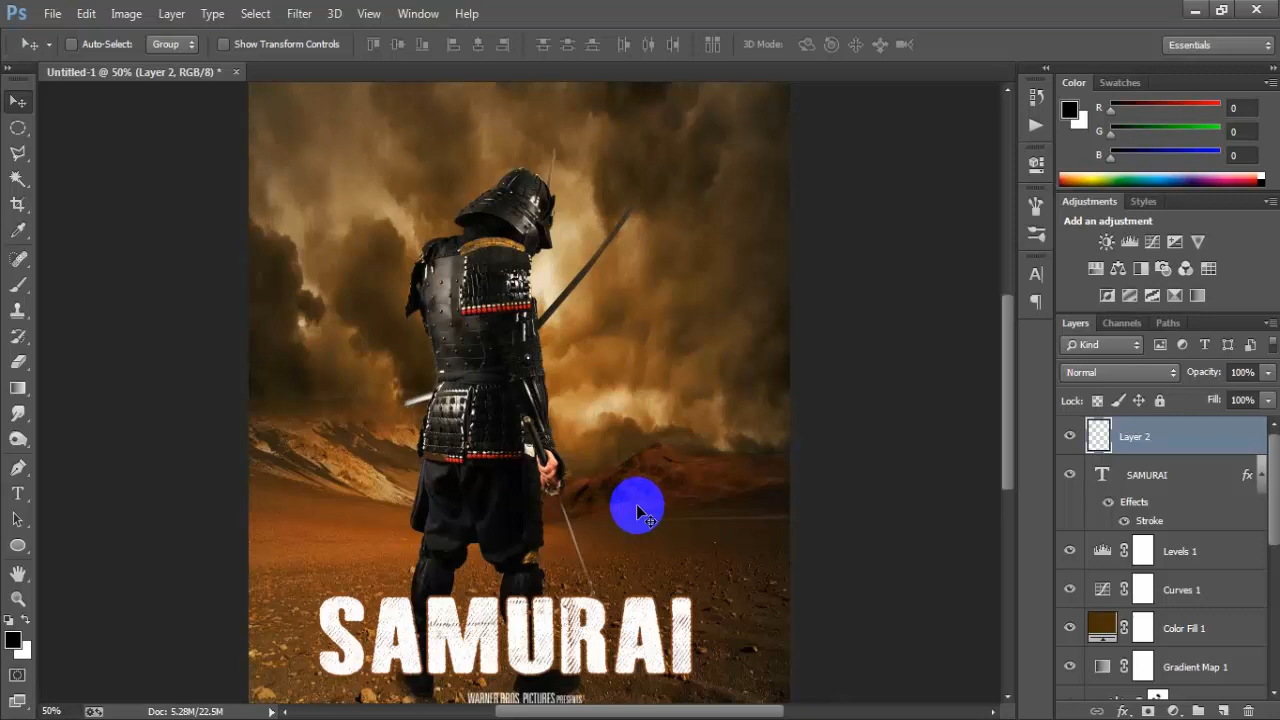 Ps File Edit Image Layer Type Select Filter 3D View Window Help
Auto-Select: Group Show Transform Controls 3D Mode: Essentials
Untitled-1 @ 50% (Layer 2, RGB/8) * ×
Color Swatches
R 0
G 0
B 0
Adjustments Styles
Add an adjustment
Layers Channels Paths
Kind
Normal Opacity: 100%
Lock: Fill: 100%
Layer 2
T SAMURAI fx
Effects
Stroke
Levels 1
Curves 1
Color Fill 1
Gradient Map 1
SAMURAI
WARNER BROS. PICTURES PRESENTS
50% Doc: 5.28M/22.5M